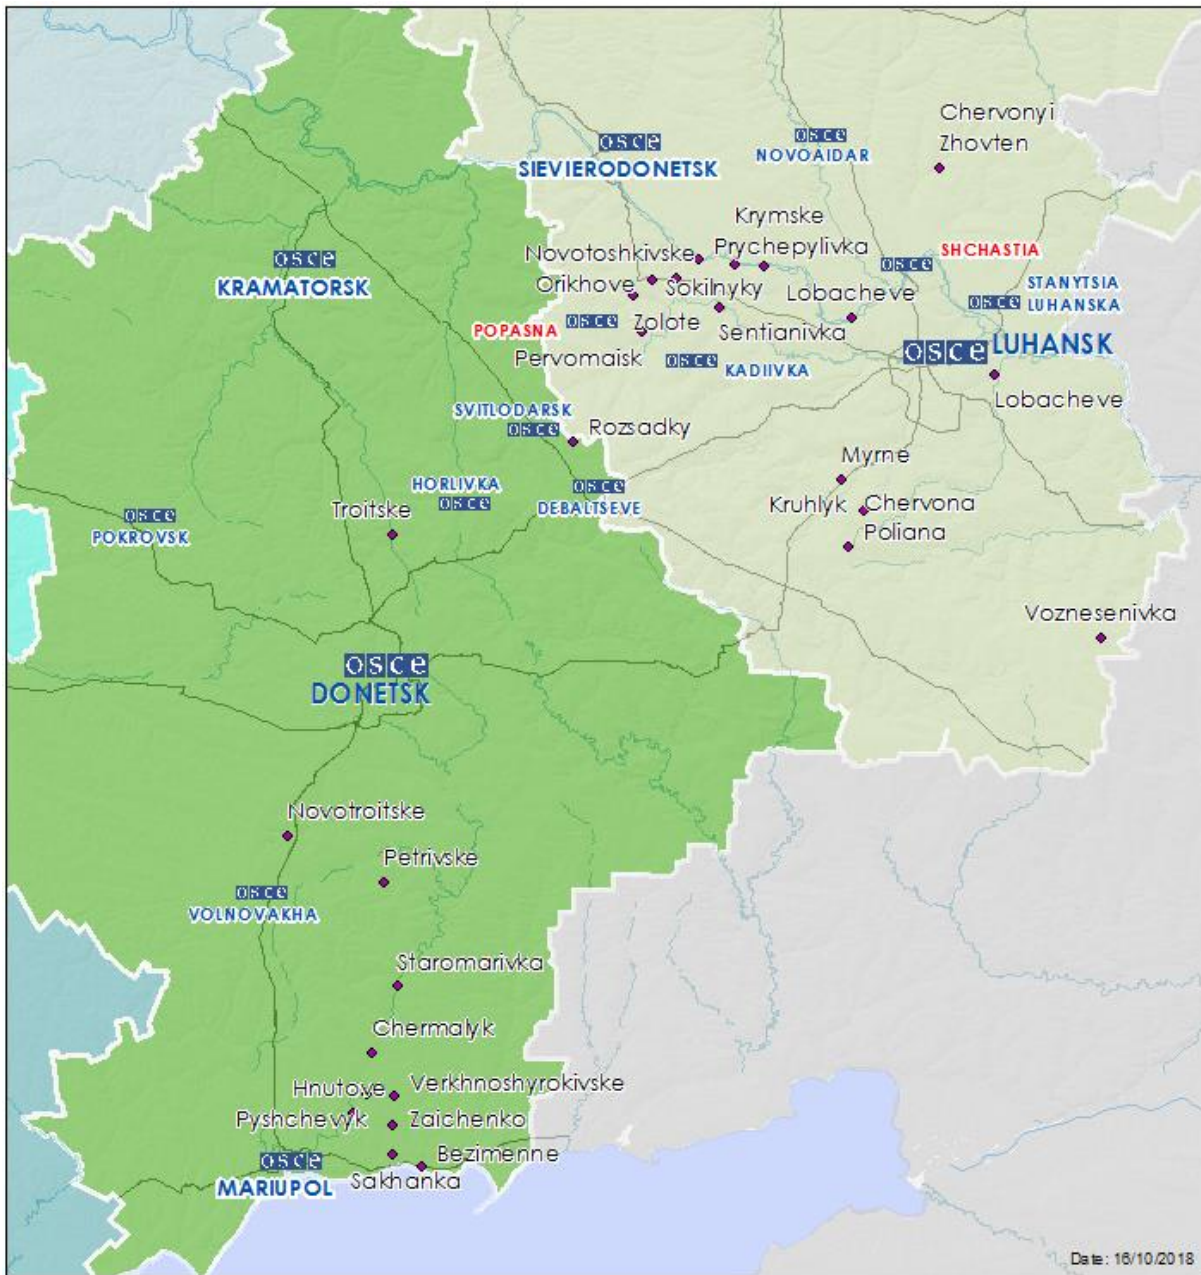 Chervonyi
Zhovten
osce
NOVOAIDAR
osce
SIEVIERODONETSK
Krymske
Novotoshkivske
Prychepylivka
osce
KRAMATORSK
osce
SHCHASTIA
Orikhove
Sokilnyky
Lobacheve
osce
STANYTSIA
LUHANSKA
POPASNA
osce
Zolote
Sentianivka
Pervomaisk
osce
KADIIVKA
osce
LUHANSK
Lobacheve
SVITLODARSK
osce
Rozsadky
Myrne
HORLIVKA
osce
osce
DEBALTSEVE
Kruhlyk
Chervona
Poliana
Troitske
osce
POKROVSK
Voznesenivka
osce
DONETSK
Novotroitske
Petrivske
osce
VOLNOVAKHA
Staromarivka
Chermalyk
Hnutove
Verkhnoshyrokivske
Pyshchevyk
Zaichenko
osce
MARIUPOL
Bezimenne
Sakhanka
Date: 16/10/2018